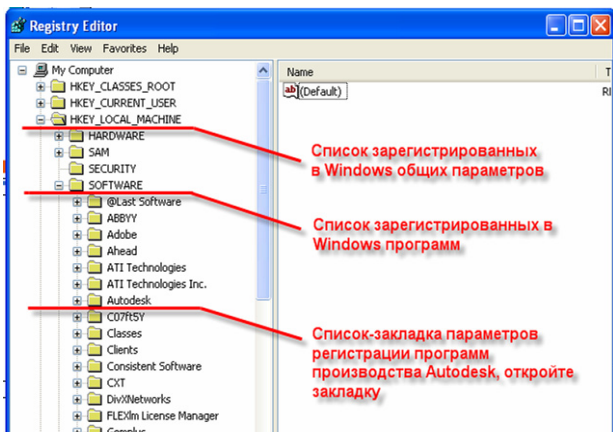 Registry Editor
File Edit View Favorites Help
My Computer
HKEY_CLASSES_ROOT
HKEY_CURRENT_USER
HKEY_LOCAL_MACHINE
HARDWARE
SAM
SECURITY
SOFTWARE
@Last Software
ABBYY
Adobe
Ahead
ATI Technologies
ATI Technologies Inc.
Autodesk
C07ft5Y
Classes
Clients
Consistent Software
CXT
DivXNetworks
FLEXlm License Manager
Name
ab (Default)
Список зарегистрированных
в Windows общих параметров
Список зарегистрированных в
Windows программ
Список-закладка параметров
регистрации программ
производства Autodesk, откройте
закладку